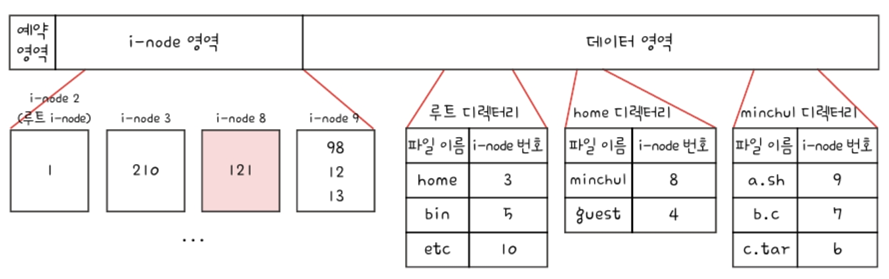 예약
영역
i-node 영역
데이터 영역
i-node 2
(루트 i-node)
i-node 3
i-node 8
i-node 9
1
210
121
98
12
13
...
루트 디렉터리
파일 이름 i-node 번호
home 3
bin 5
etc 10
home 디렉터리
파일 이름 i-node 번호
minchul 8
guest 4
minchul 디렉터리
파일 이름 i-node 번호
a.sh 9
b.c 7
c.tar 6